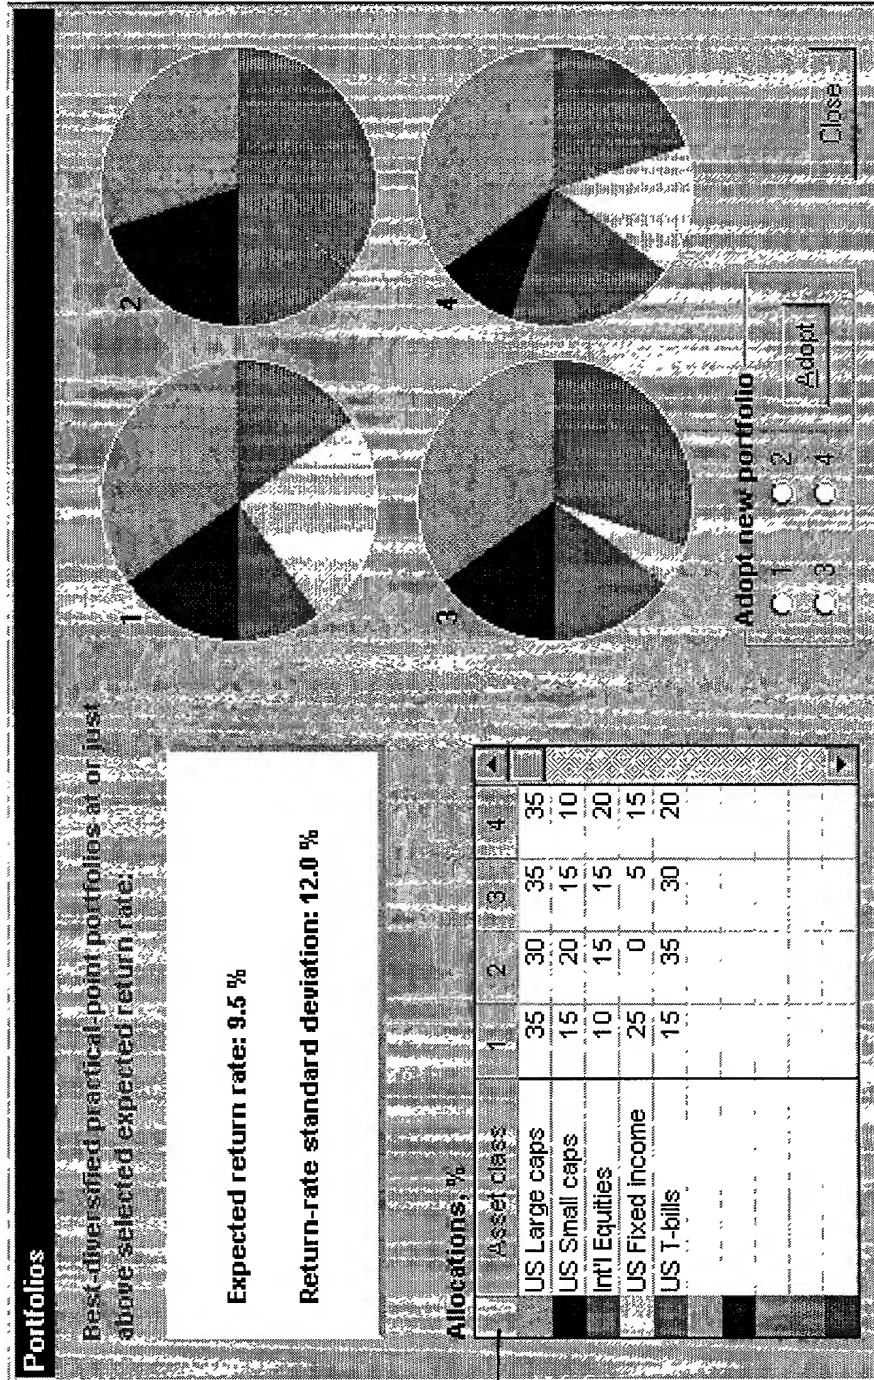 Portfolios
Best-diversified practical-point portfolios at or just
above selected expected return rate:
Expected return rate: 9.5 %
Return-rate standard deviation: 12.0 %
Allocations, %
Asset class 1 2 3 4
US Large caps 35 30 35 35
US Small caps 15 20 15 10
Int'l Equities 10 15 15 20
US Fixed income 25 0 5 15
US T-bills 15 35 30 20
1
2
3
4
Adopt new portfolio
1 2
3 4
Adopt
Close